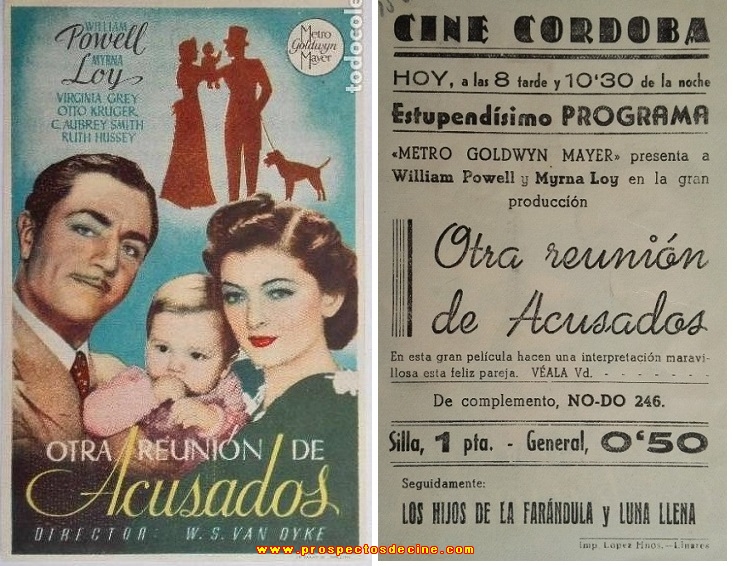 WILLIAM
Powell
MYRNA
Loy
VIRGINIA GREY
OTTO KRUGER
C. AUBREY SMITH
RUTH HUSSEY
Metro
Goldwyn
Mayer
todocole
OTRA REUNIÓN DE
Acusados
DIRECTOR: W. S. VAN DYKE
CINE CORDOBA
HOY, a las 8 tarde y 10'30 de la noche
Estupendísimo PROGRAMA
«METRO GOLDWYN MAYER» presenta a
William Powell y Myrna Loy en la gran
producción
Otra reunión
de Acusados
En esta gran película hacen una interpretación maravi-
llosa esta feliz pareja. VÉALA Vd. - - - - - - -
De complemento, NO-DO 246.
Silla, 1 pta. - General, 0'50
Seguidamente:
LOS HIJOS DE LA FARÁNDULA y LUNA LLENA
Imp. López Hnos.—Linares
www.prospectosdecine.com